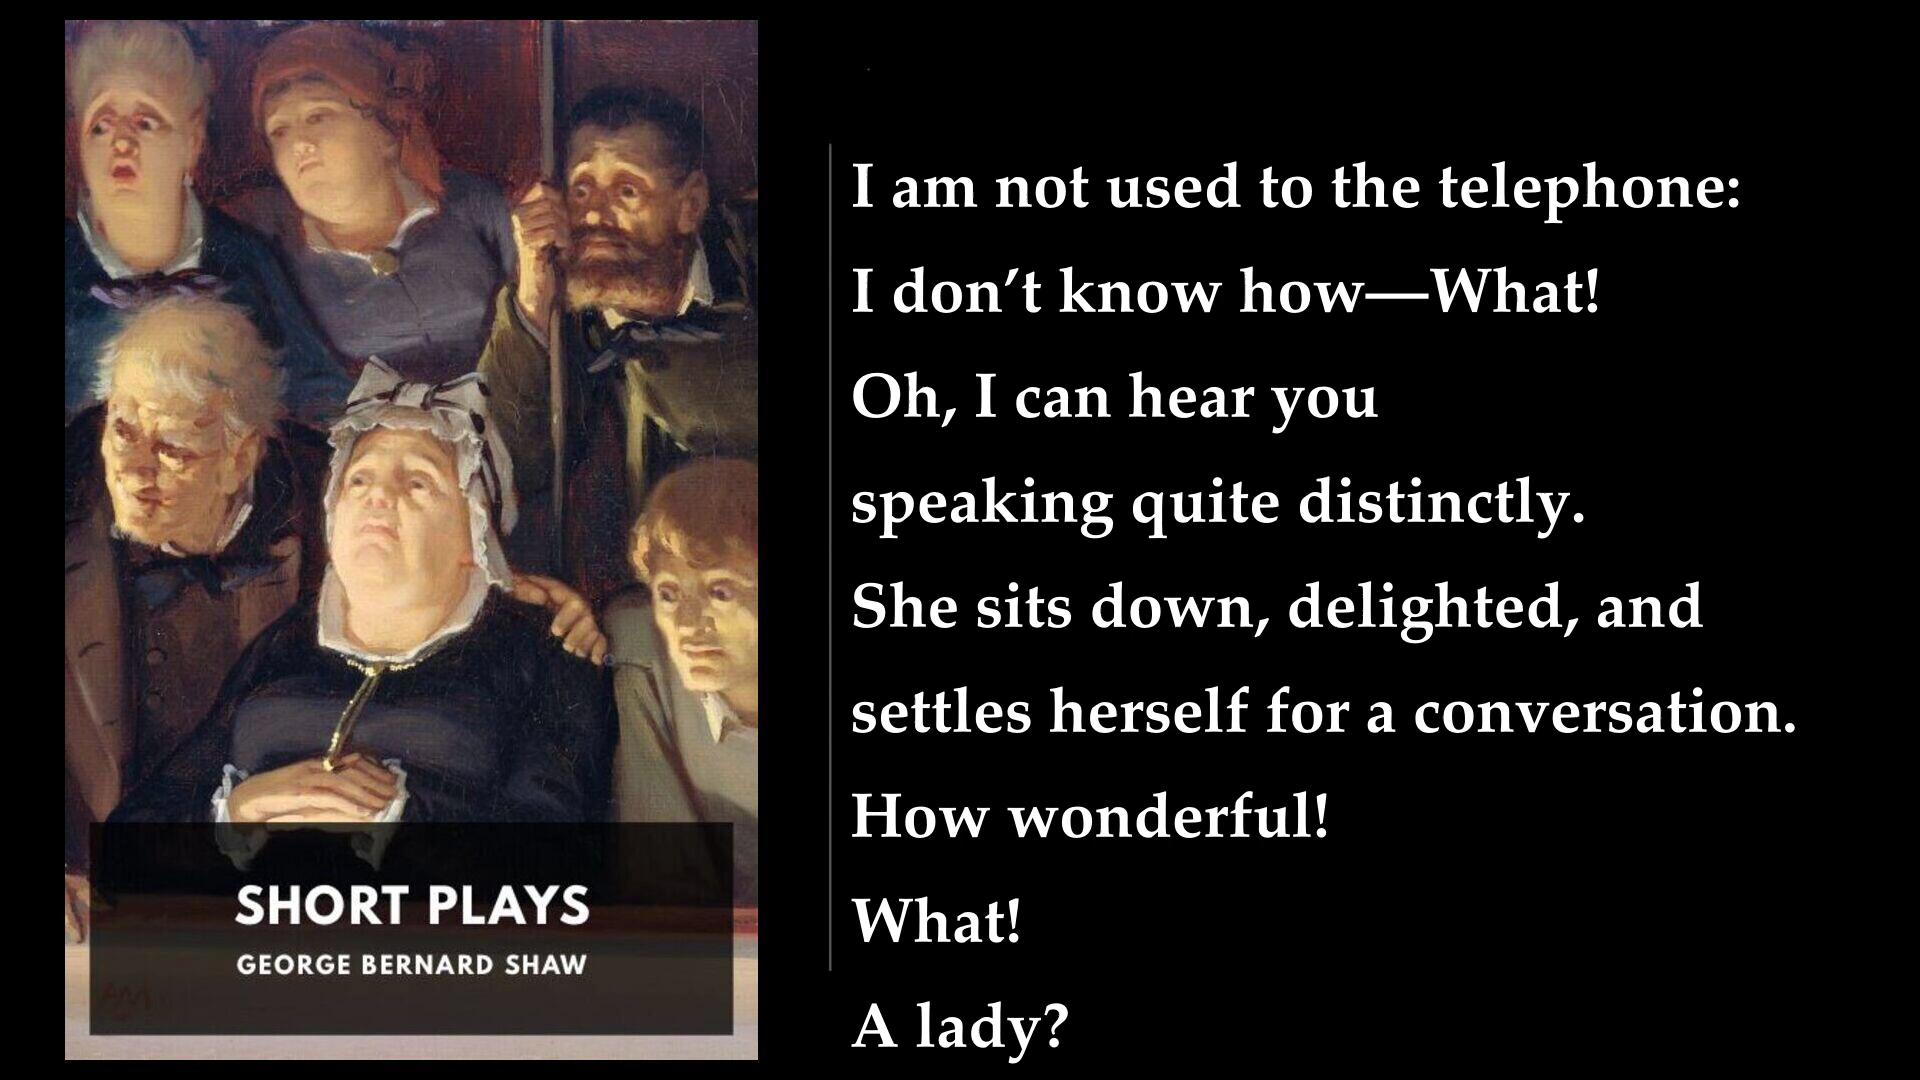 I am not used to the telephone:
I don’t know how—What!
Oh, I can hear you
speaking quite distinctly.
She sits down, delighted, and
settles herself for a conversation.
How wonderful!
What!
A lady?
SHORT PLAYS
GEORGE BERNARD SHAW